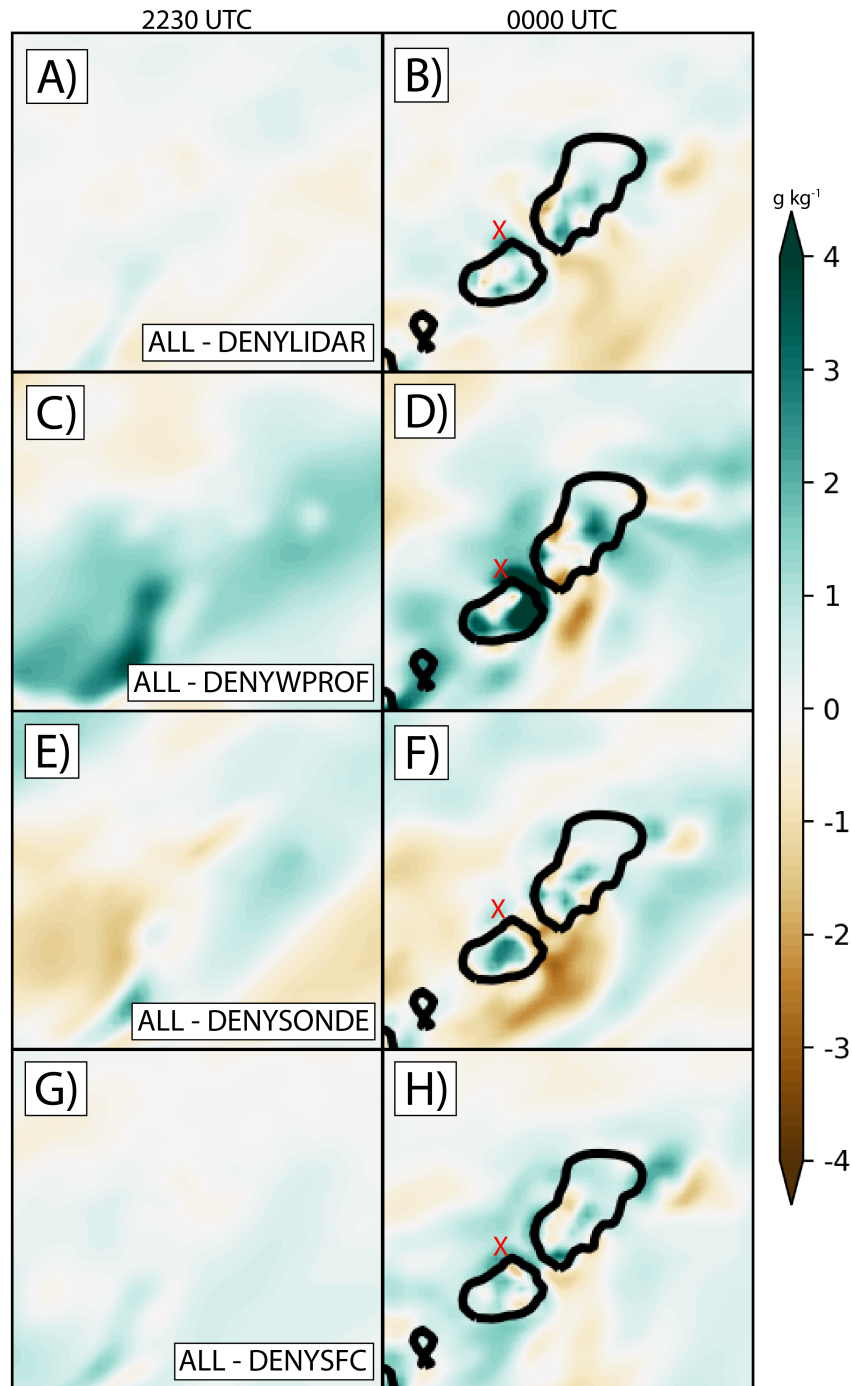 2230 UTC 0000 UTC
A) B)
X
ALL - DENYLIDAR
C) D)
X
ALL - DENYWPROF
E) F)
X
ALL - DENYSONDE
G) H)
X
ALL - DENYSFC
g kg⁻¹
4
3
2
1
0
-1
-2
-3
-4